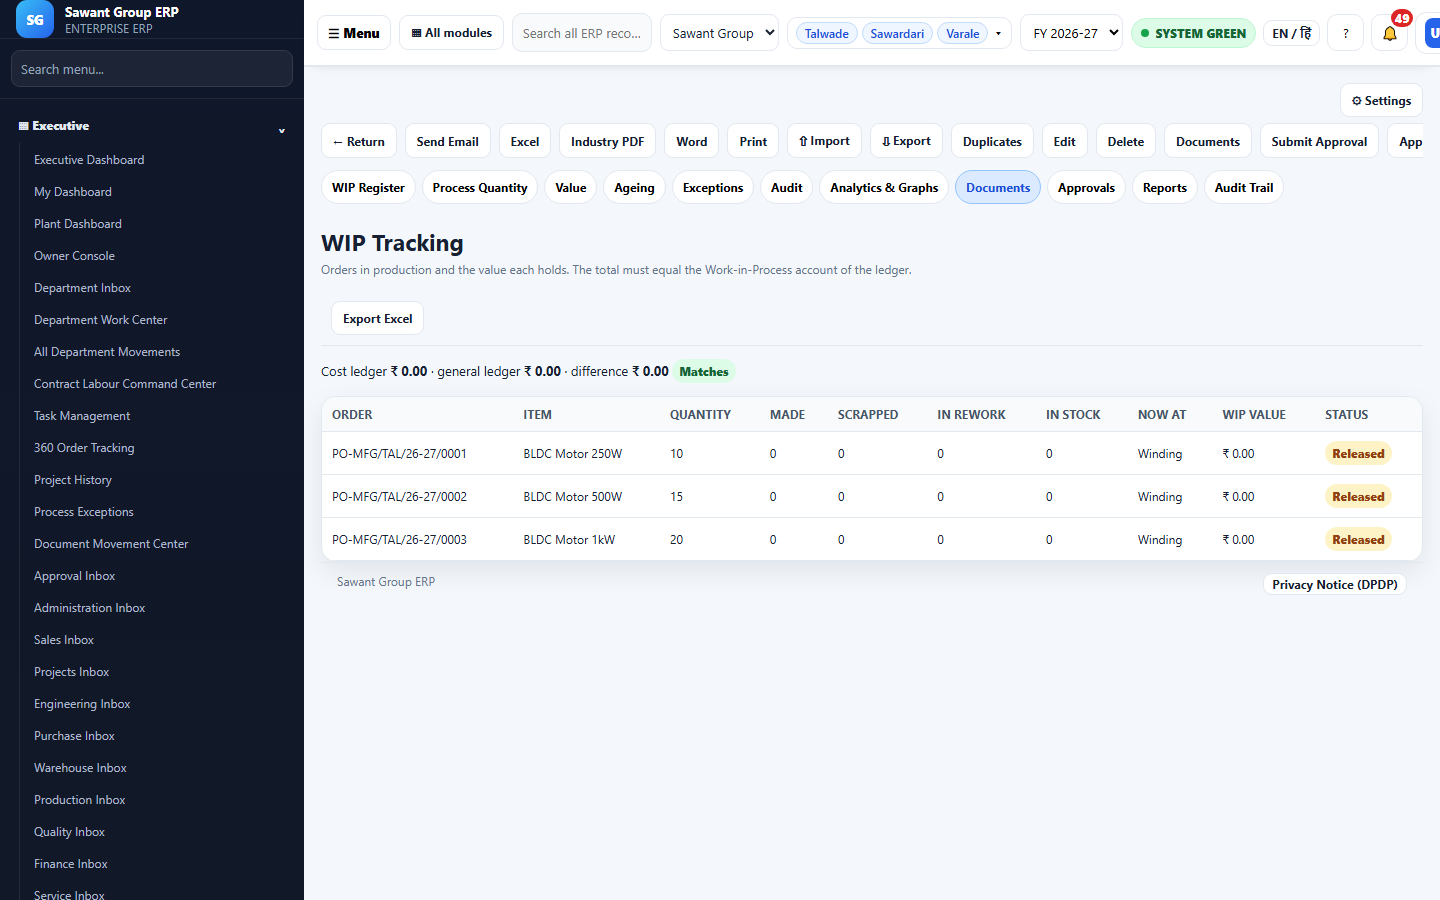 SG
Sawant Group ERP
ENTERPRISE ERP
☰ Menu
▦ All modules
Search all ERP reco...
Sawant Group
Talwade Sawardari Varale
FY 2026-27
SYSTEM GREEN
EN / हिं
?
49
Search menu...
Executive
Executive Dashboard
My Dashboard
Plant Dashboard
Owner Console
Department Inbox
Department Work Center
All Department Movements
Contract Labour Command Center
Task Management
360 Order Tracking
Project History
Process Exceptions
Document Movement Center
Approval Inbox
Administration Inbox
Sales Inbox
Projects Inbox
Engineering Inbox
Purchase Inbox
Warehouse Inbox
Production Inbox
Quality Inbox
Finance Inbox
Service Inbox
⚙ Settings
← Return Send Email Excel Industry PDF Word Print ⇧ Import ⇩ Export Duplicates Edit Delete Documents Submit Approval App
WIP Register Process Quantity Value Ageing Exceptions Audit Analytics & Graphs Documents Approvals Reports Audit Trail
WIP Tracking
Orders in production and the value each holds. The total must equal the Work-in-Process account of the ledger.
Export Excel
Cost ledger ₹ 0.00 · general ledger ₹ 0.00 · difference ₹ 0.00 Matches
ORDER ITEM QUANTITY MADE SCRAPPED IN REWORK IN STOCK NOW AT WIP VALUE STATUS
PO-MFG/TAL/26-27/0001 BLDC Motor 250W 10 0 0 0 0 Winding ₹ 0.00 Released
PO-MFG/TAL/26-27/0002 BLDC Motor 500W 15 0 0 0 0 Winding ₹ 0.00 Released
PO-MFG/TAL/26-27/0003 BLDC Motor 1kW 20 0 0 0 0 Winding ₹ 0.00 Released
Sawant Group ERP
Privacy Notice (DPDP)